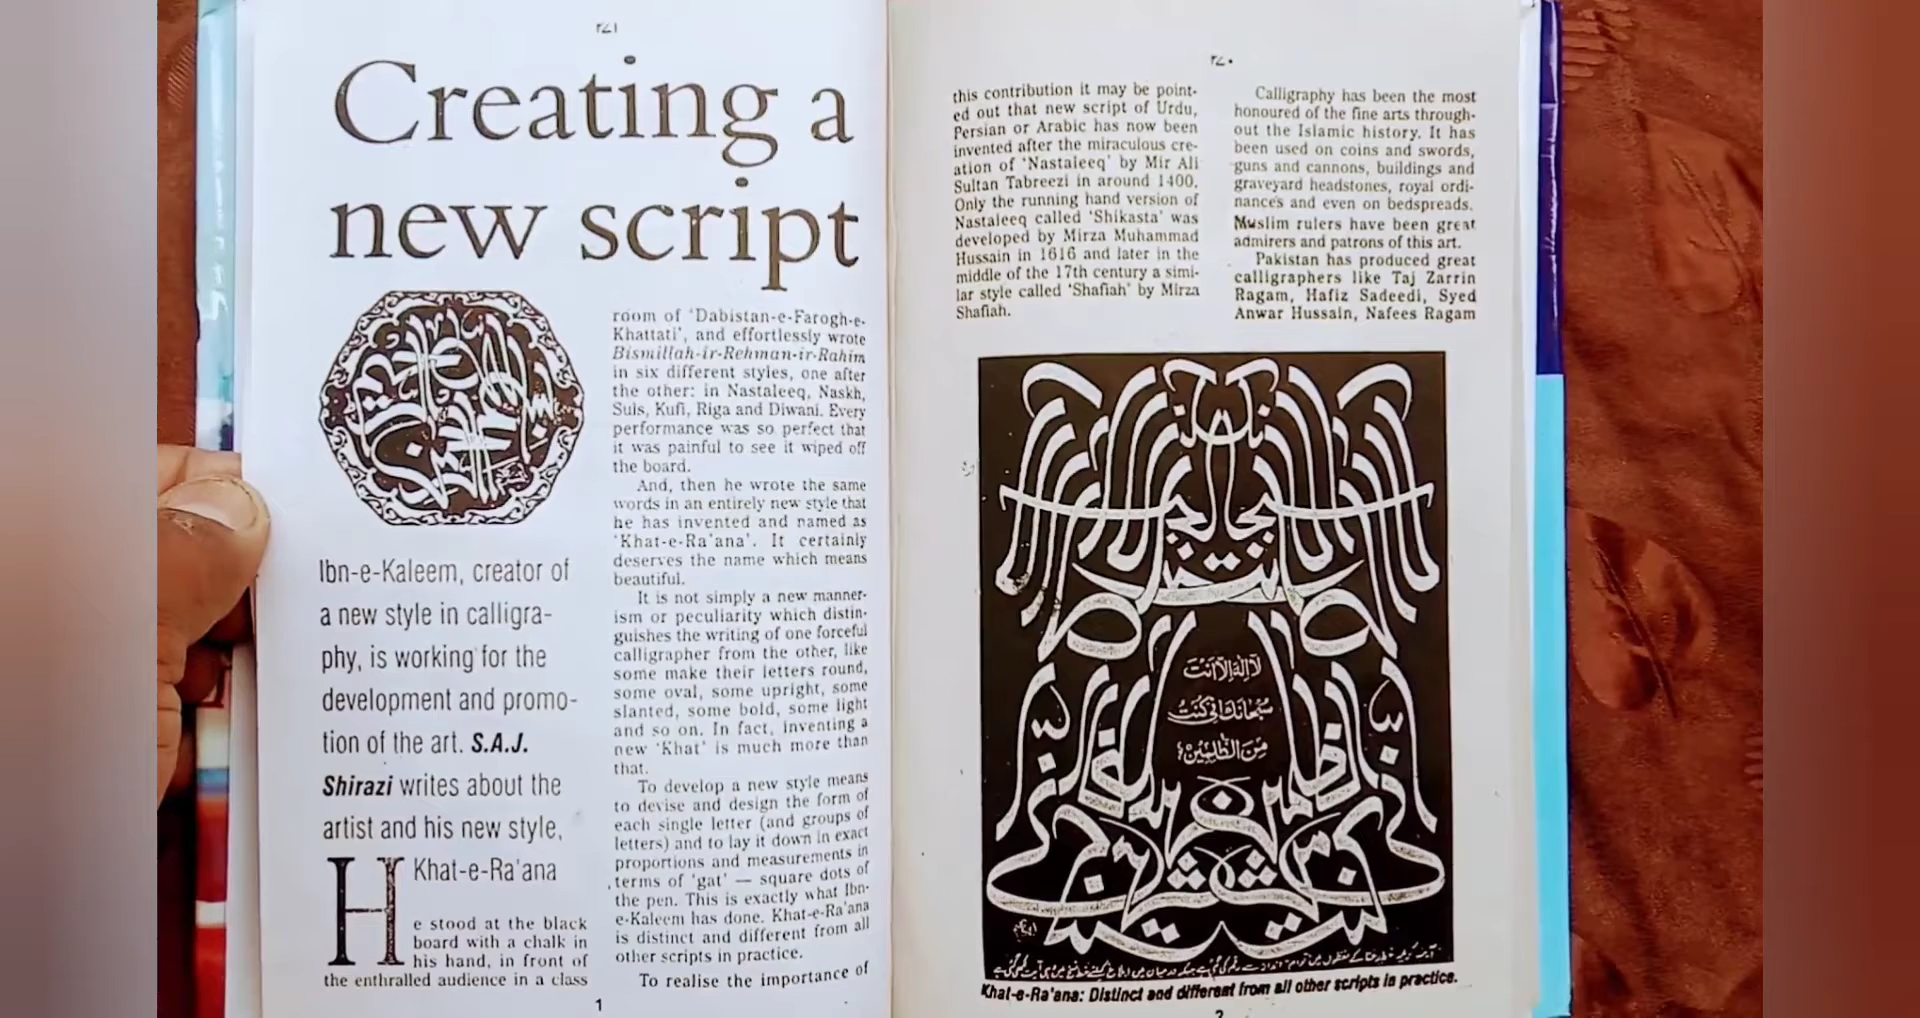 ۴۷۱
Creating a
new script
Ibn-e-Kaleem, creator of
a new style in calligra-
phy, is working for the
development and promo-
tion of the art. S.A.J.
Shirazi writes about the
artist and his new style,
Khat-e-Ra'ana
He stood at the black
board with a chalk in
his hand, in front of
the enthralled audience in a class
room of 'Dabistan-e-Farogh-e-
Khattati', and effortlessly wrote
Bismillah-ir-Rehman-ir-Rahim
in six different styles, one after
the other: in Nastaleeq, Naskh,
Suls, Kufi, Riga and Diwani. Every
performance was so perfect that
it was painful to see it wiped off
the board.
And, then he wrote the same
words in an entirely new style that
he has invented and named as
'Khat-e-Ra'ana'. It certainly
deserves the name which means
beautiful.
It is not simply a new manner-
ism or peculiarity which distin-
guishes the writing of one forceful
calligrapher from the other, like
some make their letters round,
some oval, some upright, some
slanted, some bold, some light
and so on. In fact, inventing a
new 'Khat' is much more than
that.
To develop a new style means
to devise and design the form of
each single letter (and groups of
letters) and to lay it down in exact
proportions and measurements in
terms of 'gat' — square dots of
the pen. This is exactly what Ibn-
e-Kaleem has done. Khat-e-Ra'ana
is distinct and different from all
other scripts in practice.
To realise the importance of
1
۴۷۰
this contribution it may be point-
ed out that new script of Urdu,
Persian or Arabic has now been
invented after the miraculous cre-
ation of 'Nastaleeq' by Mir Ali
Sultan Tabreezi in around 1400.
Only the running hand version of
Nastaleeq called 'Shikasta' was
developed by Mirza Muhammad
Hussain in 1616 and later in the
middle of the 17th century a simi-
lar style called 'Shafiah' by Mirza
Shafiah.
Calligraphy has been the most
honoured of the fine arts through-
out the Islamic history. It has
been used on coins and swords,
guns and cannons, buildings and
graveyard headstones, royal ordi-
nances and even on bedspreads.
Muslim rulers have been great
admirers and patrons of this art.
Pakistan has produced great
calligraphers like Taj Zarrin
Ragam, Hafiz Sadeedi, Syed
Anwar Hussain, Nafees Ragam
لَا إِلٰهَ إِلَّا أَنْتَ
سُبْحَانَكَ إِنِّي كُنْتُ
مِنَ الظَّالِمِيْنَ
Khat-e-Ra'ana: Distinct and different from all other scripts in practice.
2